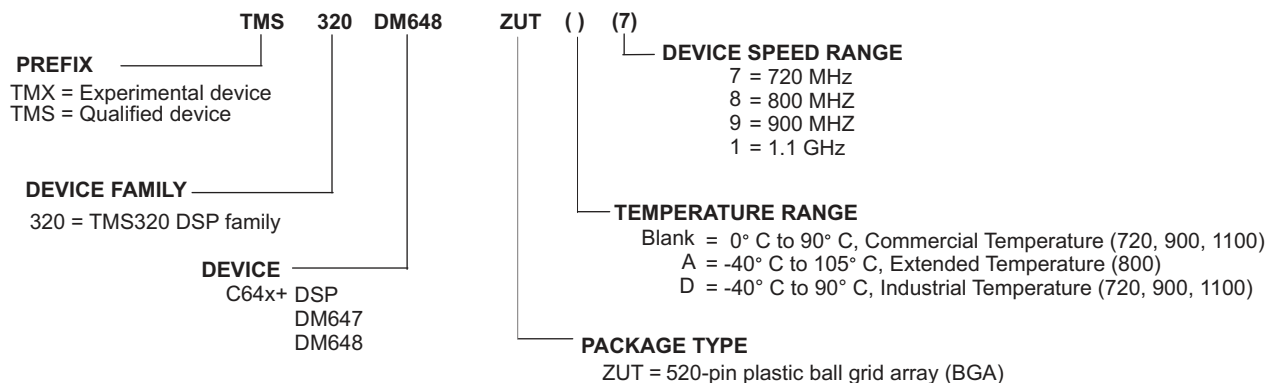 TMS 320 DM648 ZUT ( ) (7)
PREFIX
TMX = Experimental device
TMS = Qualified device
DEVICE SPEED RANGE
7 = 720 MHz
8 = 800 MHZ
9 = 900 MHZ
1 = 1.1 GHz
DEVICE FAMILY
320 = TMS320 DSP family
TEMPERATURE RANGE
Blank = 0° C to 90° C, Commercial Temperature (720, 900, 1100)
A = -40° C to 105° C, Extended Temperature (800)
D = -40° C to 90° C, Industrial Temperature (720, 900, 1100)
DEVICE
C64x+ DSP
DM647
DM648
PACKAGE TYPE
ZUT = 520-pin plastic ball grid array (BGA)